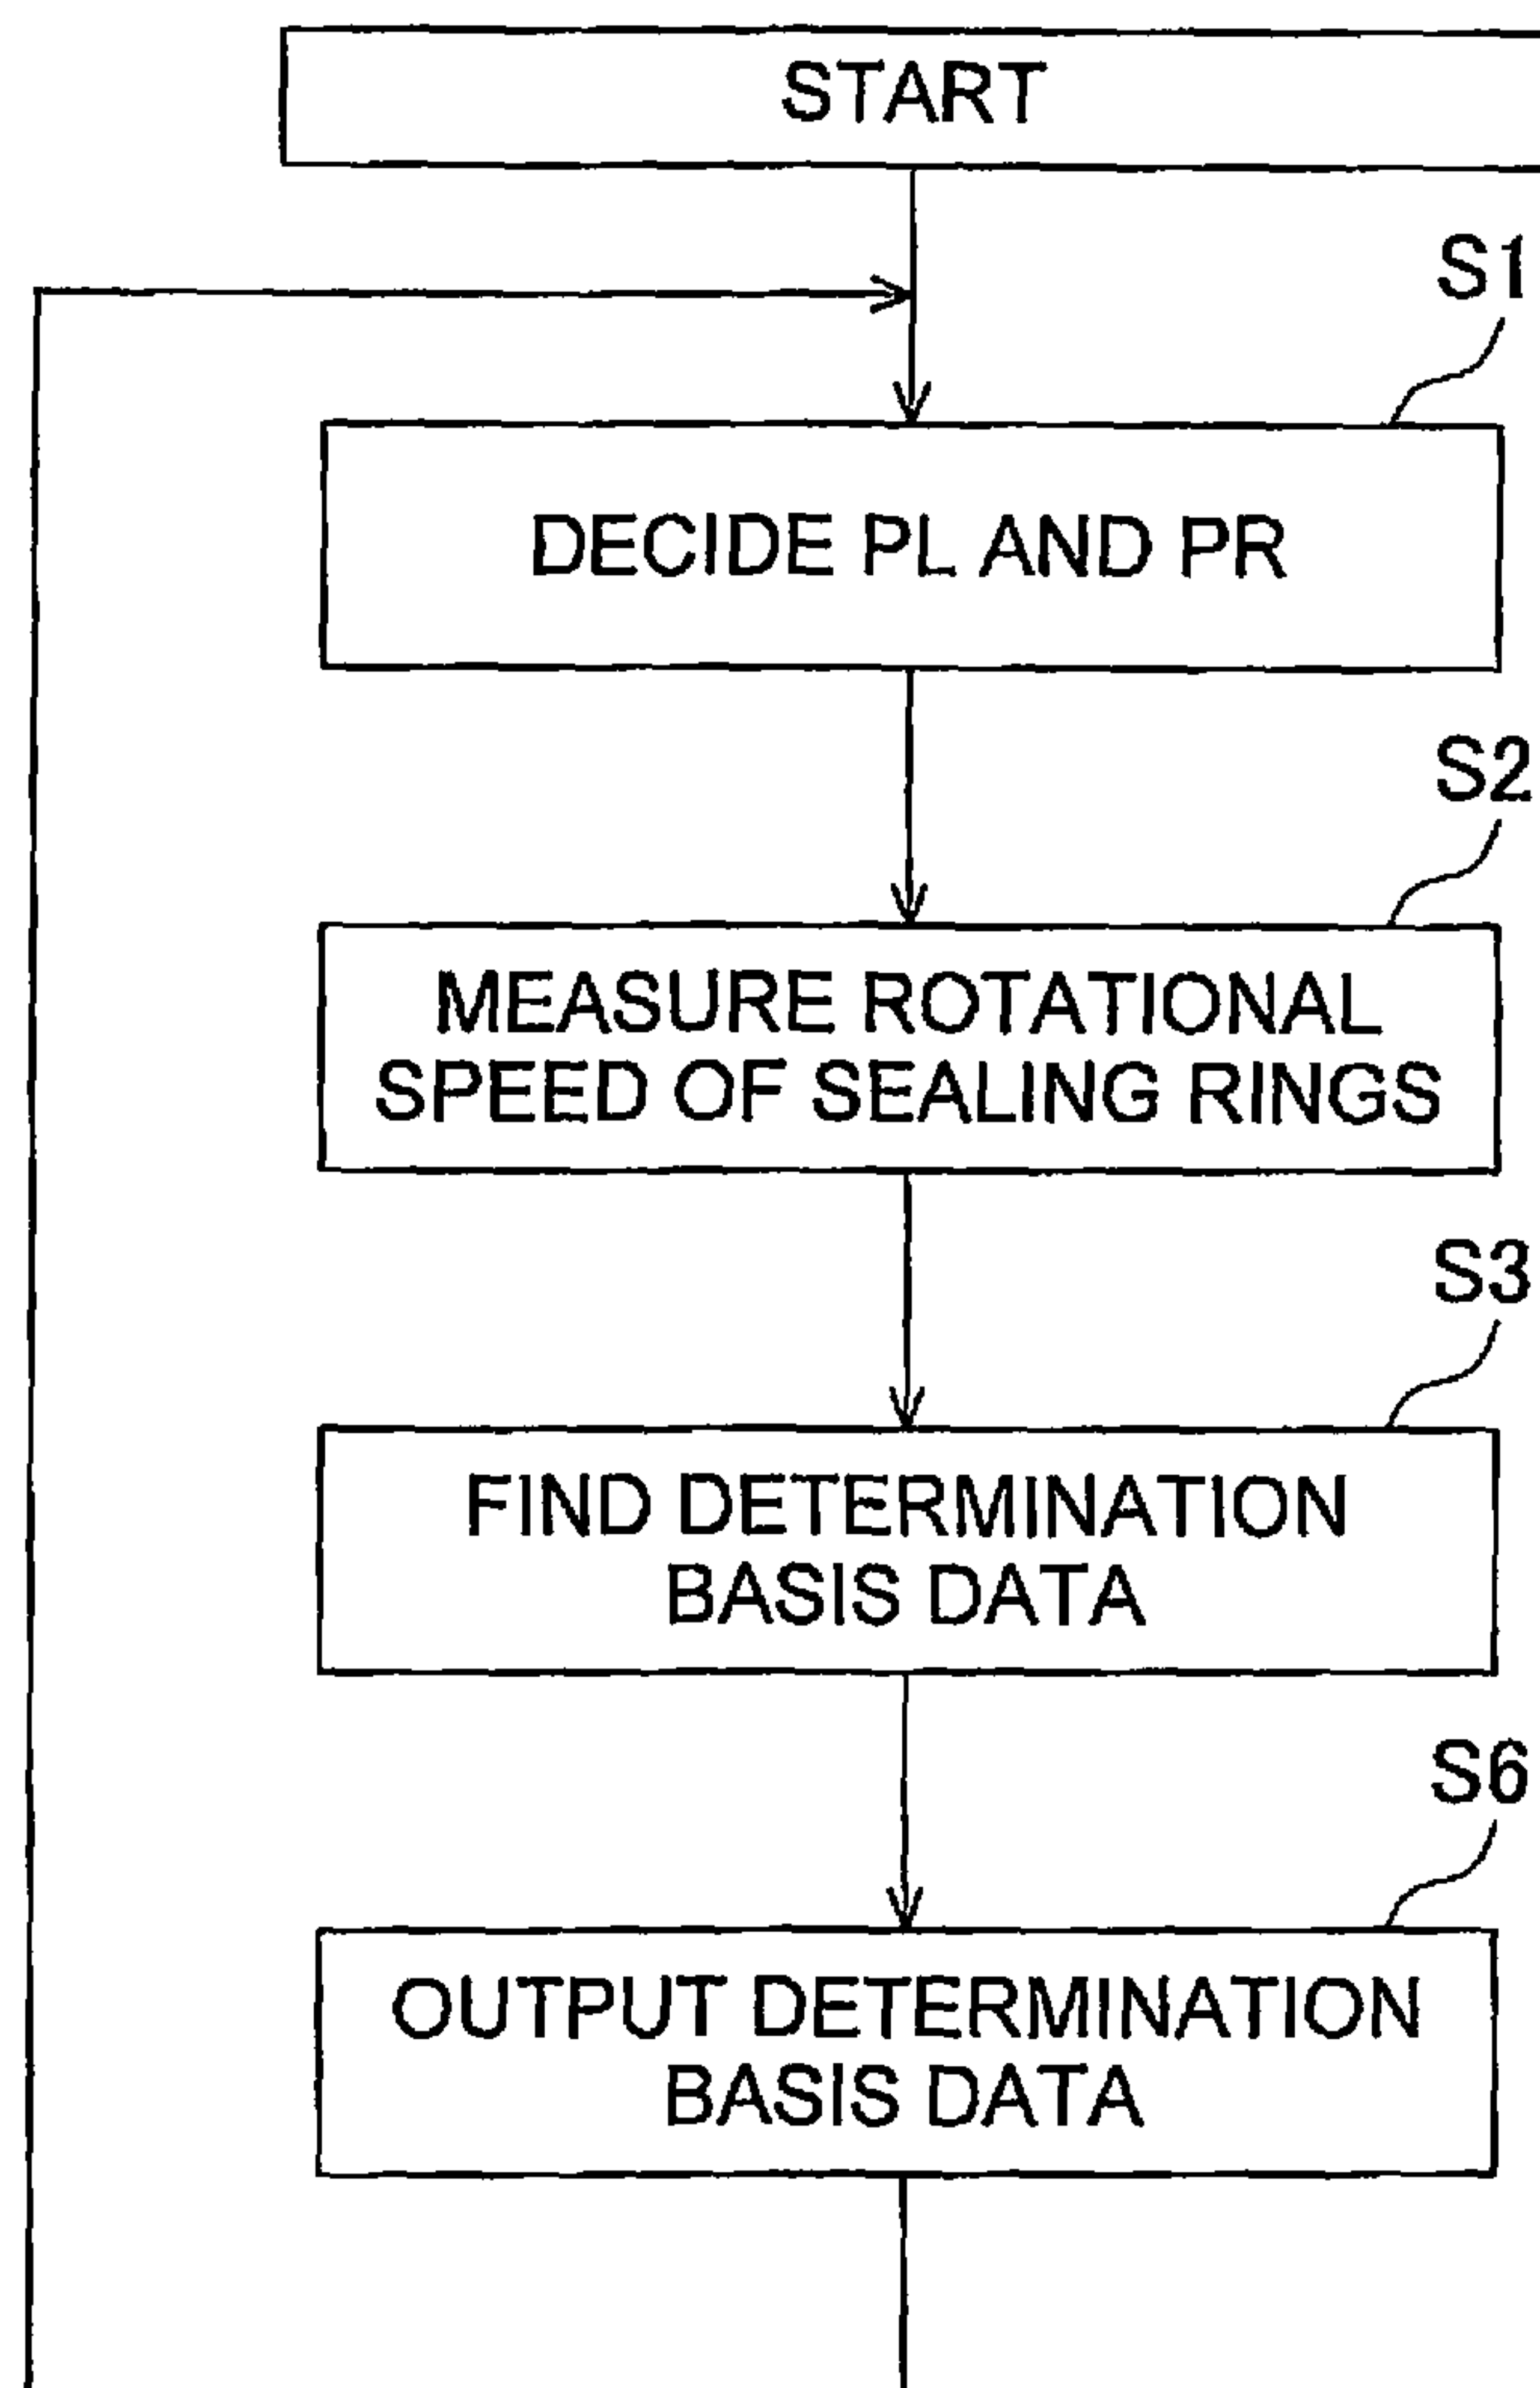 START
S1
DECIDE PL AND PR
S2
MEASURE ROTATIONAL
SPEED OF SEALING RINGS
S3
FIND DETERMINATION
BASIS DATA
S6
OUTPUT DETERMINATION
BASIS DATA